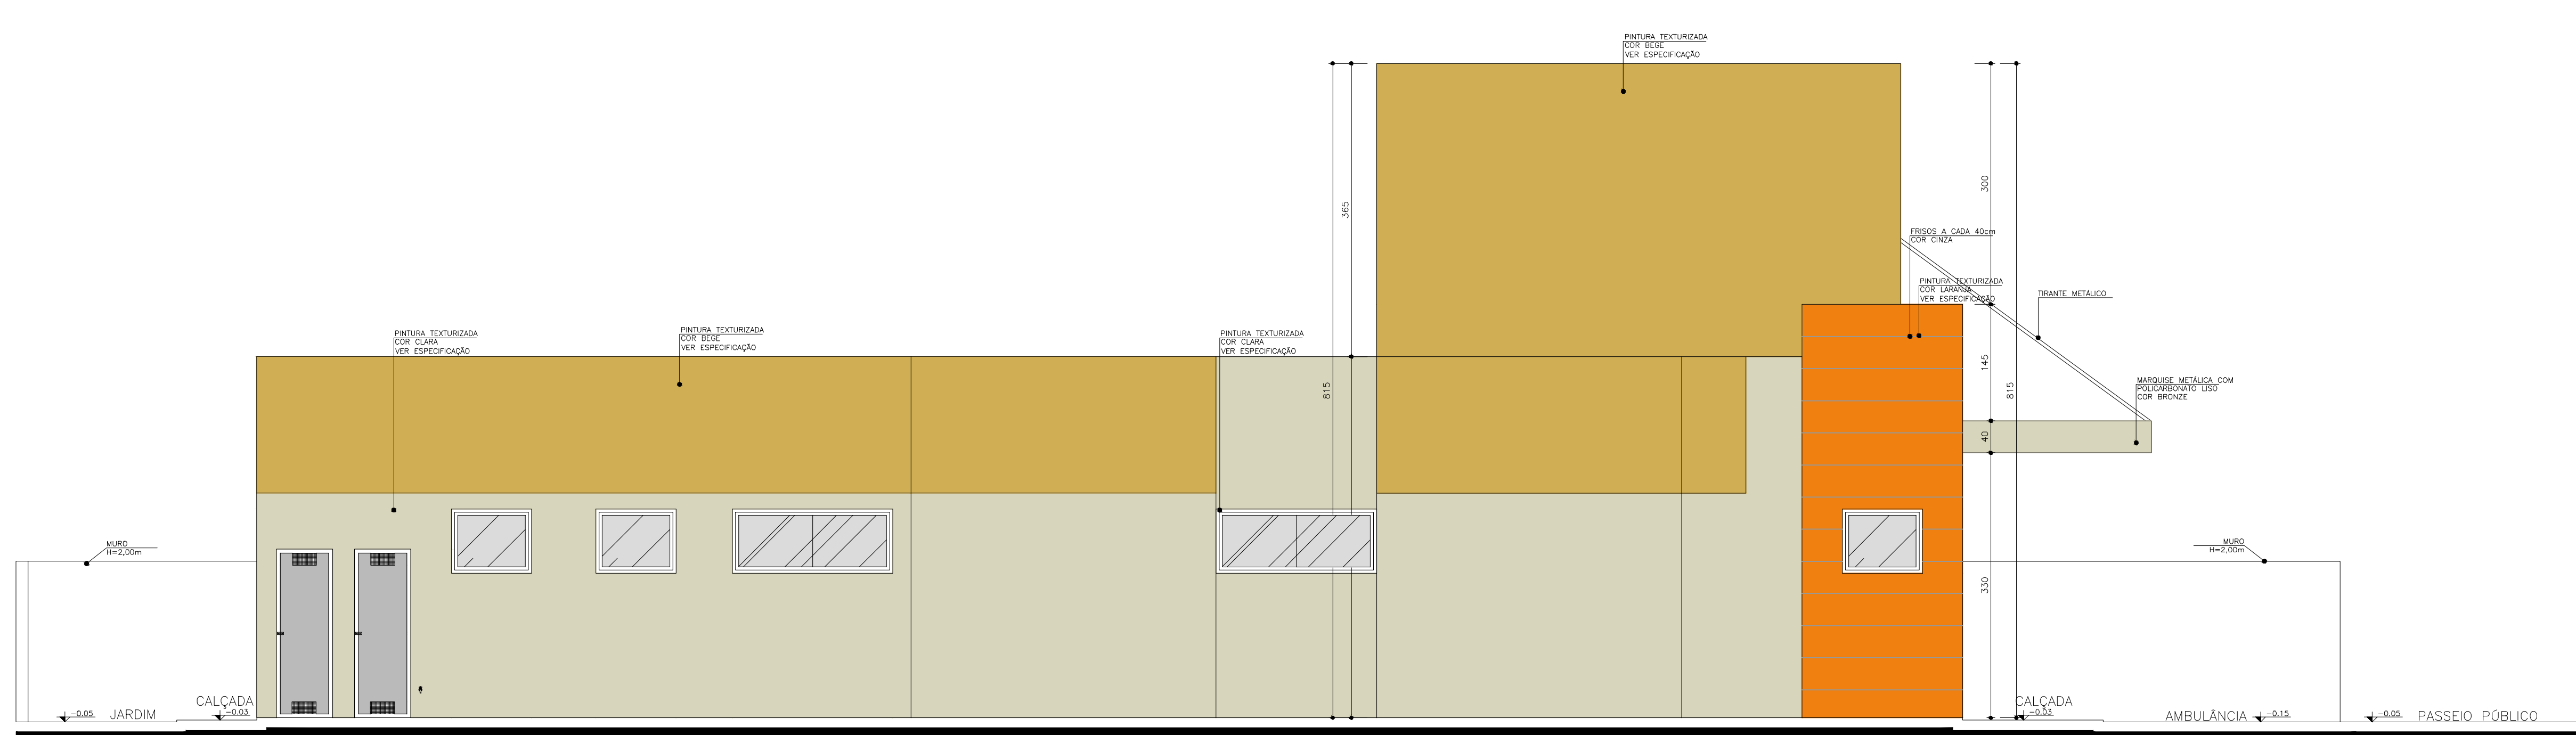 PINTURA TEXTURIZADA
COR BEGE
VER ESPECIFICAÇÃO
300
365
FRISOS A CADA 40cm
COR CINZA
PINTURA TEXTURIZADA
COR LARANJA
VER ESPECIFICAÇÃO
TIRANTE METÁLICO
PINTURA TEXTURIZADA
COR CLARA
VER ESPECIFICAÇÃO
PINTURA TEXTURIZADA
COR BEGE
VER ESPECIFICAÇÃO
PINTURA TEXTURIZADA
COR CLARA
VER ESPECIFICAÇÃO
815
145
815
MARQUISE METÁLICA COM
POLICARBONATO LISO
COR BRONZE
40
MURO
H=2,00m
MURO
H=2,00m
330
-0.05
JARDIM
CALÇADA
-0.03
CALÇADA
-0.03
AMBULÂNCIA
-0.15
-0.05
PASSEIO PÚBLICO